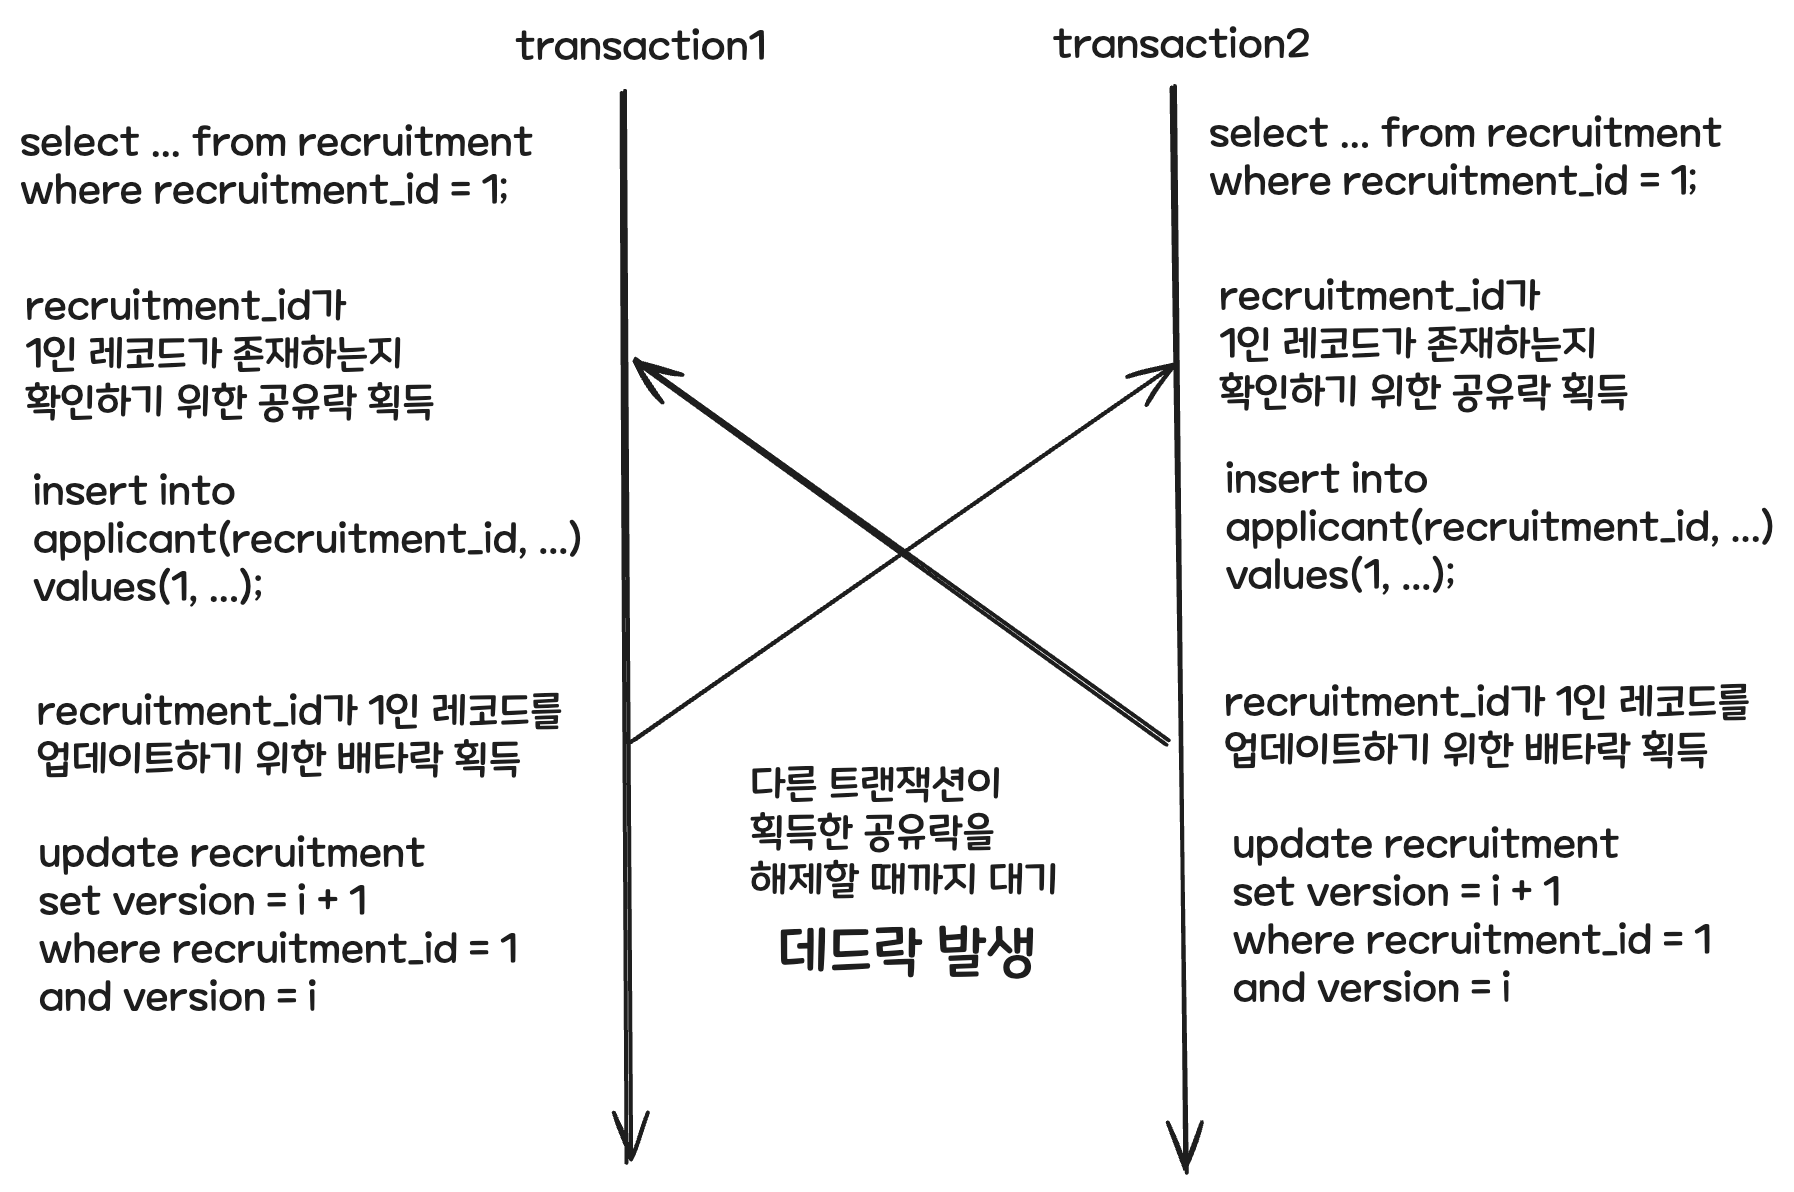 transaction1
select ... from recruitment
where recruitment_id = 1;
recruitment_id가
1인 레코드가 존재하는지
확인하기 위한 공유락 획득
insert into
applicant(recruitment_id, ...)
values(1, ...);
recruitment_id가 1인 레코드를
업데이트하기 위한 배타락 획득
update recruitment
set version = i + 1
where recruitment_id = 1
and version = i
다른 트랜잭션이
획득한 공유락을
해제할 때까지 대기
데드락 발생
transaction2
select ... from recruitment
where recruitment_id = 1;
recruitment_id가
1인 레코드가 존재하는지
확인하기 위한 공유락 획득
insert into
applicant(recruitment_id, ...)
values(1, ...);
recruitment_id가 1인 레코드를
업데이트하기 위한 배타락 획득
update recruitment
set version = i + 1
where recruitment_id = 1
and version = i